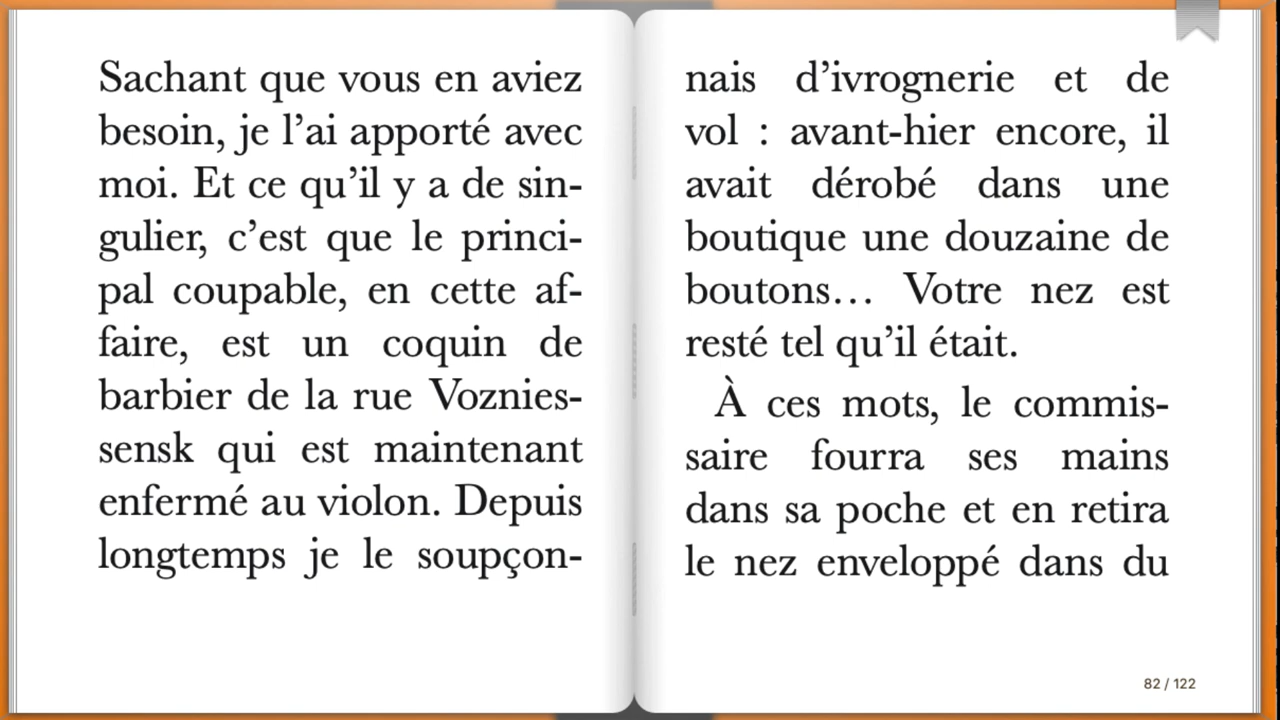 Sachant que vous en aviez
besoin, je l’ai apporté avec
moi. Et ce qu’il y a de sin-
gulier, c’est que le princi-
pal coupable, en cette af-
faire, est un coquin de
barbier de la rue Voznies-
sensk qui est maintenant
enfermé au violon. Depuis
longtemps je le soupçon-
nais d’ivrognerie et de
vol : avant-hier encore, il
avait dérobé dans une
boutique une douzaine de
boutons… Votre nez est
resté tel qu’il était.
À ces mots, le commis-
saire fourra ses mains
dans sa poche et en retira
le nez enveloppé dans du
82 / 122